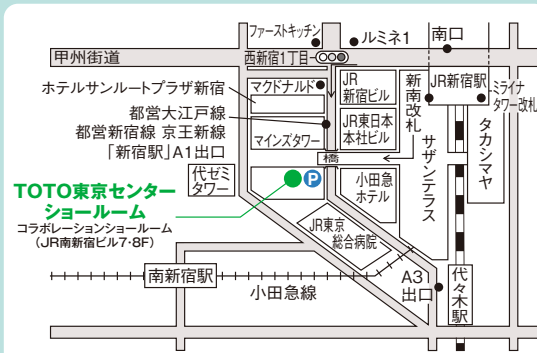 ファーストキッチン
ルミネ1
南口
甲州街道
西新宿1丁目
ホテルサンルートプラザ新宿
マクドナルド
JR
新宿ビル
新南改札
JR新宿駅
ミライナ
タワー改札
都営大江戸線
都営新宿線 京王新線
「新宿駅」A1出口
マインズタワー
JR東日本
本社ビル
サザンテラス
タカシマヤ
橋
代ゼミ
タワー
P
小田急
ホテル
TOTO東京センター
ショールーム
コラボレーションショールーム
(JR南新宿ビル7・8F)
JR東京
総合病院
南新宿駅
小田急線
A3
出口
代々木駅